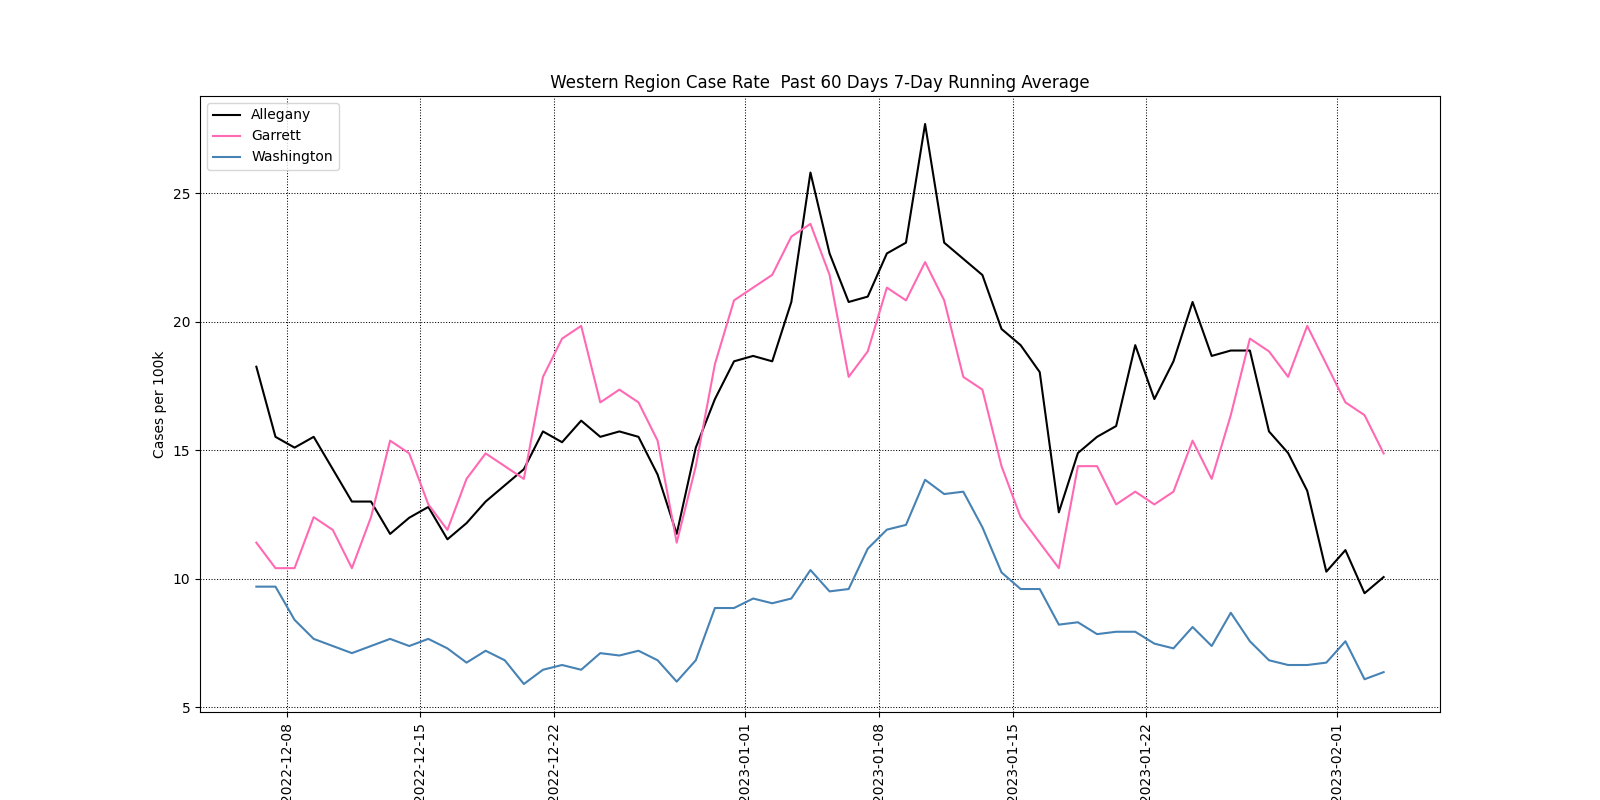 Western Region Case Rate  Past 60 Days 7-Day Running Average
Allegany
Garrett
Washington
Cases per 100k
25
20
15
10
5
2022-12-08
2022-12-15
2022-12-22
2023-01-01
2023-01-08
2023-01-15
2023-01-22
2023-02-01